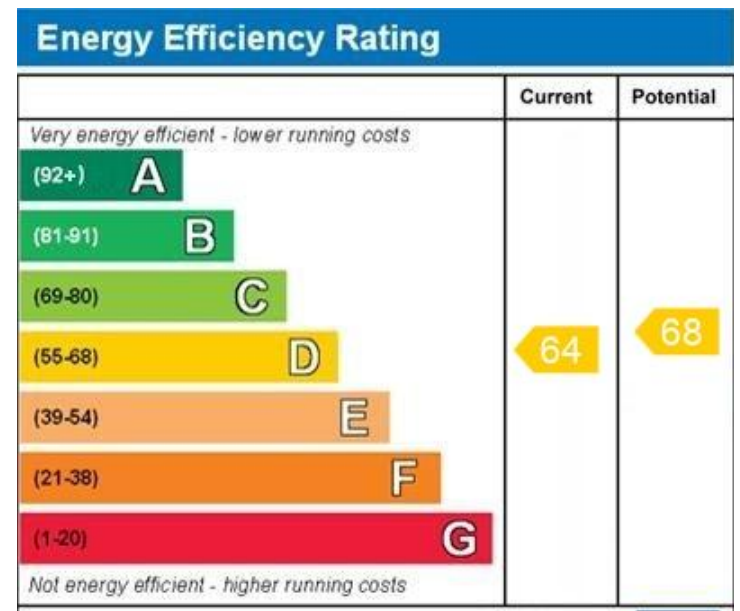 Energy Efficiency Rating
Current Potential
Very energy efficient - lower running costs
(92+) A
(81-91) B
(69-80) C
(55-68) D 64 68
(39-54) E
(21-38) F
(1-20) G
Not energy efficient - higher running costs